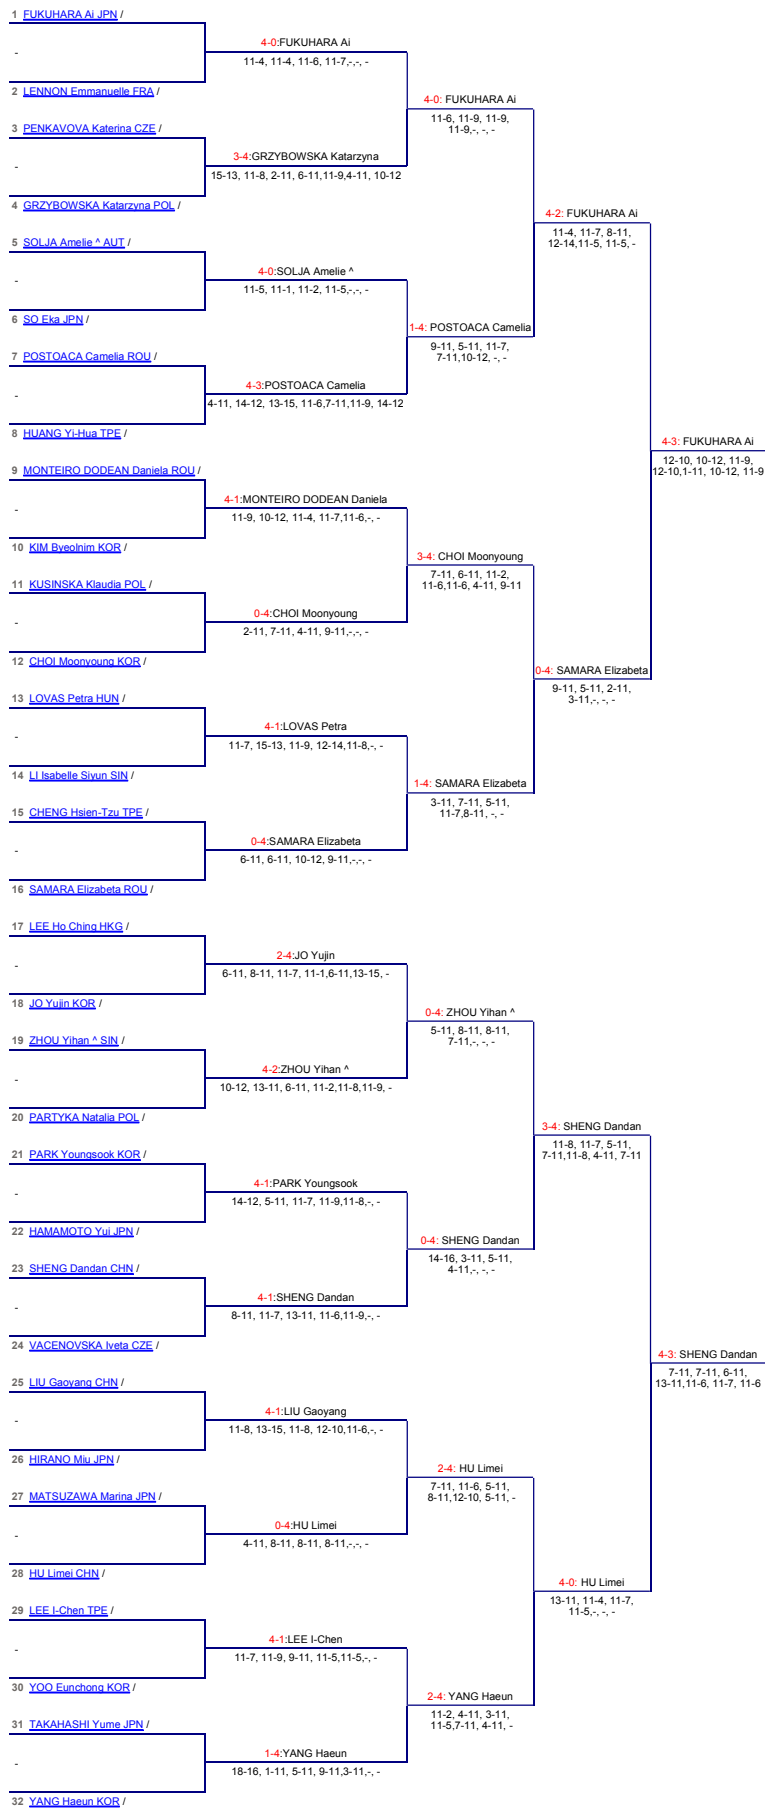 1 FUKUHARA Ai JPN /
4-0:FUKUHARA Ai
-
11-4, 11-4, 11-6, 11-7,-,-, -
2 LENNON Emmanuelle FRA /
4-0: FUKUHARA Ai
11-6, 11-9, 11-9,
11-9,-, -, -
3 PENKAVOVA Katerina CZE /
3-4:GRZYBOWSKA Katarzyna
-
15-13, 11-8, 2-11, 6-11,11-9,4-11, 10-12
4 GRZYBOWSKA Katarzyna POL /
4-2: FUKUHARA Ai
11-4, 11-7, 8-11,
12-14,11-5, 11-5, -
5 SOLJA Amelie ^ AUT /
4-0:SOLJA Amelie ^
-
11-5, 11-1, 11-2, 11-5,-,-, -
6 SO Eka JPN /
1-4: POSTOACA Camelia
9-11, 5-11, 11-7,
7-11,10-12, -, -
7 POSTOACA Camelia ROU /
4-3:POSTOACA Camelia
-
4-11, 14-12, 13-15, 11-6,7-11,11-9, 14-12
8 HUANG Yi-Hua TPE /
4-3: FUKUHARA Ai
12-10, 10-12, 11-9,
12-10,1-11, 10-12, 11-9
9 MONTEIRO DODEAN Daniela ROU /
4-1:MONTEIRO DODEAN Daniela
-
11-9, 10-12, 11-4, 11-7,11-6,-, -
10 KIM Byeolnim KOR /
3-4: CHOI Moonyoung
7-11, 6-11, 11-2,
11-6,11-6, 4-11, 9-11
11 KUSINSKA Klaudia POL /
0-4:CHOI Moonyoung
-
2-11, 7-11, 4-11, 9-11,-,-, -
12 CHOI Moonyoung KOR /
0-4: SAMARA Elizabeta
9-11, 5-11, 2-11,
3-11,-, -, -
13 LOVAS Petra HUN /
4-1:LOVAS Petra
-
11-7, 15-13, 11-9, 12-14,11-8,-, -
14 LI Isabelle Siyun SIN /
1-4: SAMARA Elizabeta
3-11, 7-11, 5-11,
11-7,8-11, -, -
15 CHENG Hsien-Tzu TPE /
0-4:SAMARA Elizabeta
-
6-11, 6-11, 10-12, 9-11,-,-, -
16 SAMARA Elizabeta ROU /
17 LEE Ho Ching HKG /
2-4:JO Yujin
-
6-11, 8-11, 11-7, 11-1,6-11,13-15, -
18 JO Yujin KOR /
0-4: ZHOU Yihan ^
5-11, 8-11, 8-11,
7-11,-, -, -
19 ZHOU Yihan ^ SIN /
4-2:ZHOU Yihan ^
-
10-12, 13-11, 6-11, 11-2,11-8,11-9, -
20 PARTYKA Natalia POL /
3-4: SHENG Dandan
11-8, 11-7, 5-11,
7-11,11-8, 4-11, 7-11
21 PARK Youngsook KOR /
4-1:PARK Youngsook
-
14-12, 5-11, 11-7, 11-9,11-8,-, -
22 HAMAMOTO Yui JPN /
0-4: SHENG Dandan
14-16, 3-11, 5-11,
4-11,-, -, -
23 SHENG Dandan CHN /
4-1:SHENG Dandan
-
8-11, 11-7, 13-11, 11-6,11-9,-, -
24 VACENOVSKA Iveta CZE /
4-3: SHENG Dandan
7-11, 7-11, 6-11,
13-11,11-6, 11-7, 11-6
25 LIU Gaoyang CHN /
4-1:LIU Gaoyang
-
11-8, 13-15, 11-8, 12-10,11-6,-, -
26 HIRANO Miu JPN /
2-4: HU Limei
7-11, 11-6, 5-11,
8-11,12-10, 5-11, -
27 MATSUZAWA Marina JPN /
0-4:HU Limei
-
4-11, 8-11, 8-11, 8-11,-,-, -
28 HU Limei CHN /
4-0: HU Limei
13-11, 11-4, 11-7,
11-5,-, -, -
29 LEE I-Chen TPE /
4-1:LEE I-Chen
-
11-7, 11-9, 9-11, 11-5,11-5,-, -
30 YOO Eunchong KOR /
2-4: YANG Haeun
11-2, 4-11, 3-11,
11-5,7-11, 4-11, -
31 TAKAHASHI Yume JPN /
1-4:YANG Haeun
-
18-16, 1-11, 5-11, 9-11,3-11,-, -
32 YANG Haeun KOR /